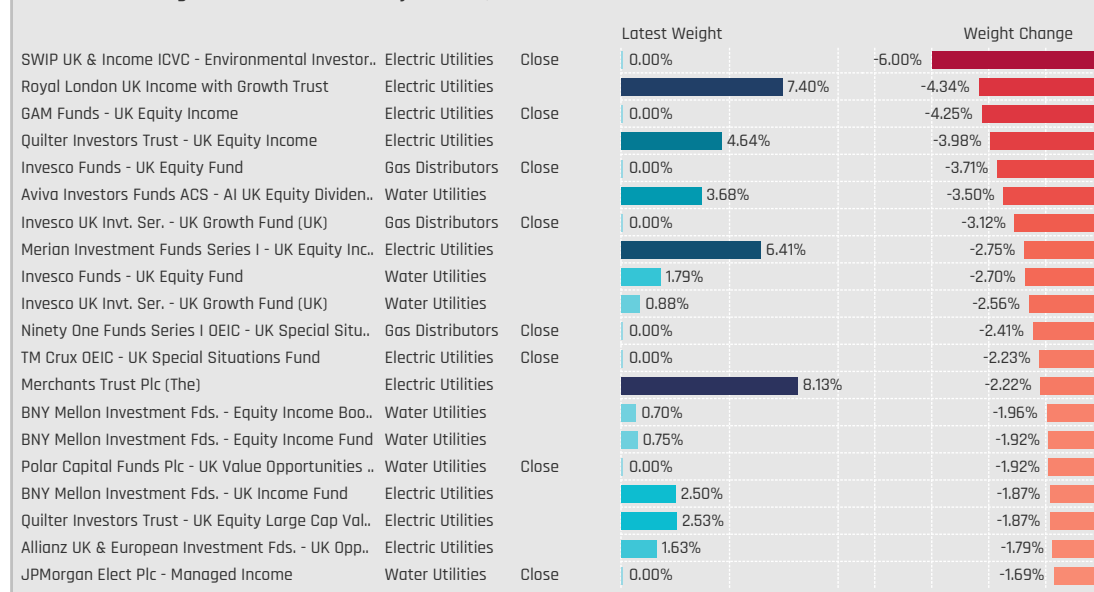 Latest Weight Weight Change
SWIP UK & Income ICVC - Environmental Investor.. Electric Utilities Close 0.00% -6.00%
Royal London UK Income with Growth Trust Electric Utilities 7.40% -4.34%
GAM Funds - UK Equity Income Electric Utilities Close 0.00% -4.25%
Quilter Investors Trust - UK Equity Income Electric Utilities 4.64% -3.98%
Invesco Funds - UK Equity Fund Gas Distributors Close 0.00% -3.71%
Aviva Investors Funds ACS - AI UK Equity Dividen.. Water Utilities 3.68% -3.50%
Invesco UK Invt. Ser. - UK Growth Fund (UK) Gas Distributors Close 0.00% -3.12%
Merian Investment Funds Series I - UK Equity Inc.. Electric Utilities 6.41% -2.75%
Invesco Funds - UK Equity Fund Water Utilities 1.79% -2.70%
Invesco UK Invt. Ser. - UK Growth Fund (UK) Water Utilities 0.88% -2.56%
Ninety One Funds Series I OEIC - UK Special Situ.. Gas Distributors Close 0.00% -2.41%
TM Crux OEIC - UK Special Situations Fund Electric Utilities Close 0.00% -2.23%
Merchants Trust Plc (The) Electric Utilities 8.13% -2.22%
BNY Mellon Investment Fds. - Equity Income Boo.. Water Utilities 0.70% -1.96%
BNY Mellon Investment Fds. - Equity Income Fund Water Utilities 0.75% -1.92%
Polar Capital Funds Plc - UK Value Opportunities .. Water Utilities Close 0.00% -1.92%
BNY Mellon Investment Fds. - UK Income Fund Electric Utilities 2.50% -1.87%
Quilter Investors Trust - UK Equity Large Cap Val.. Electric Utilities 2.53% -1.87%
Allianz UK & European Investment Fds. - UK Opp.. Electric Utilities 1.63% -1.79%
JPMorgan Elect Plc - Managed Income Water Utilities Close 0.00% -1.69%